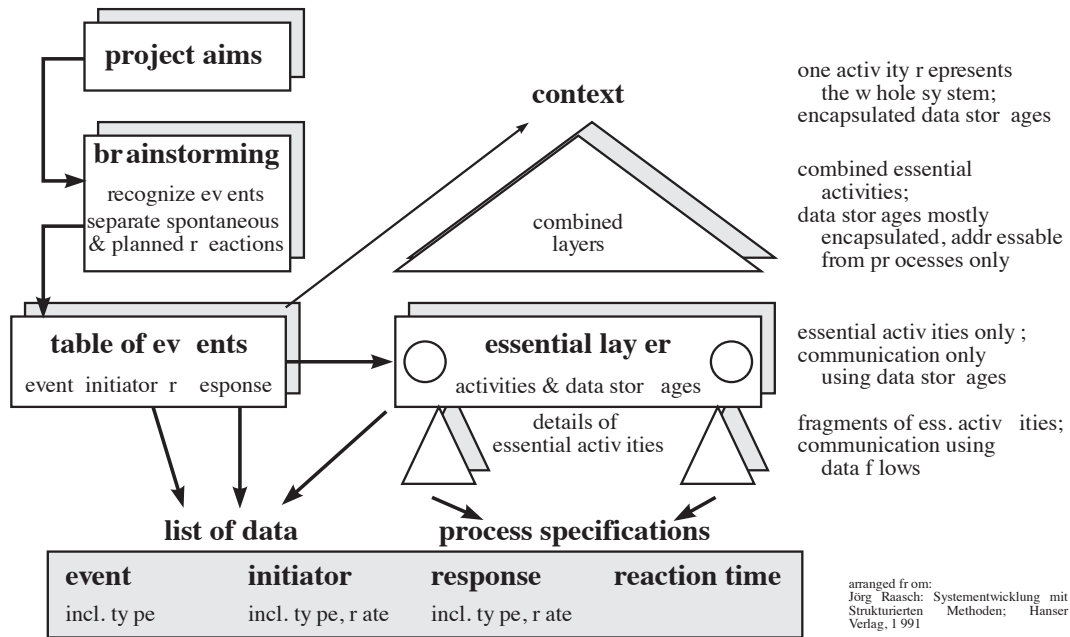 project aims
brainstorming
recognize events
separate spontaneous
& planned reactions
table of events
event initiator response
context
combined
layers
essential layer
activities & data storages
details of
essential activities
one activity represents
the whole system;
encapsulated data storages
combined essential
activities;
data storages mostly
encapsulated, addressable
from processes only
essential activities only;
communication only
using data storages
fragments of ess. activities;
communication using
data flows
list of data
process specifications
event initiator response reaction time
incl. type incl. type, rate incl. type, rate
arranged from:
Jörg Raasch: Systementwicklung mit
Strukturierten Methoden; Hanser
Verlag, 1991